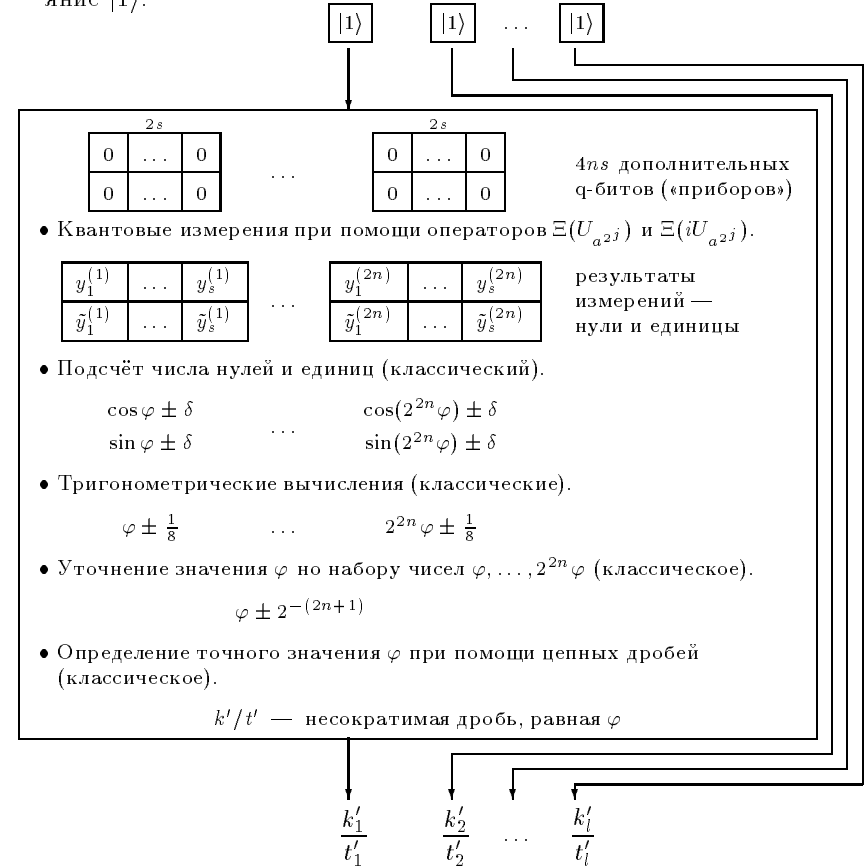 яние |1⟩.
|1⟩ |1⟩ ... |1⟩
2s 2s
0 ... 0 ... 0 ... 0
0 ... 0 0 ... 0
4ns дополнительных
q-битов («приборов»)
• Квантовые измерения при помощи операторов Ξ(U_{a^{2^j}}) и Ξ(iU_{a^{2^j}}).
y_1^{(1)} ... y_s^{(1)} ... y_1^{(2n)} ... y_s^{(2n)}
ỹ_1^{(1)} ... ỹ_s^{(1)} ỹ_1^{(2n)} ... ỹ_s^{(2n)}
результаты
измерений —
нули и единицы
• Подсчёт числа нулей и единиц (классический).
cos φ ± δ ... cos(2^{2n}φ) ± δ
sin φ ± δ sin(2^{2n}φ) ± δ
• Тригонометрические вычисления (классические).
φ ± 1/8 ... 2^{2n}φ ± 1/8
• Уточнение значения φ но набору чисел φ, ..., 2^{2n}φ (классическое).
φ ± 2^{−(2n+1)}
• Определение точного значения φ при помощи цепных дробей
(классическое).
k′/t′ — несократимая дробь, равная φ
k′_1/t′_1 k′_2/t′_2 ... k′_l/t′_l